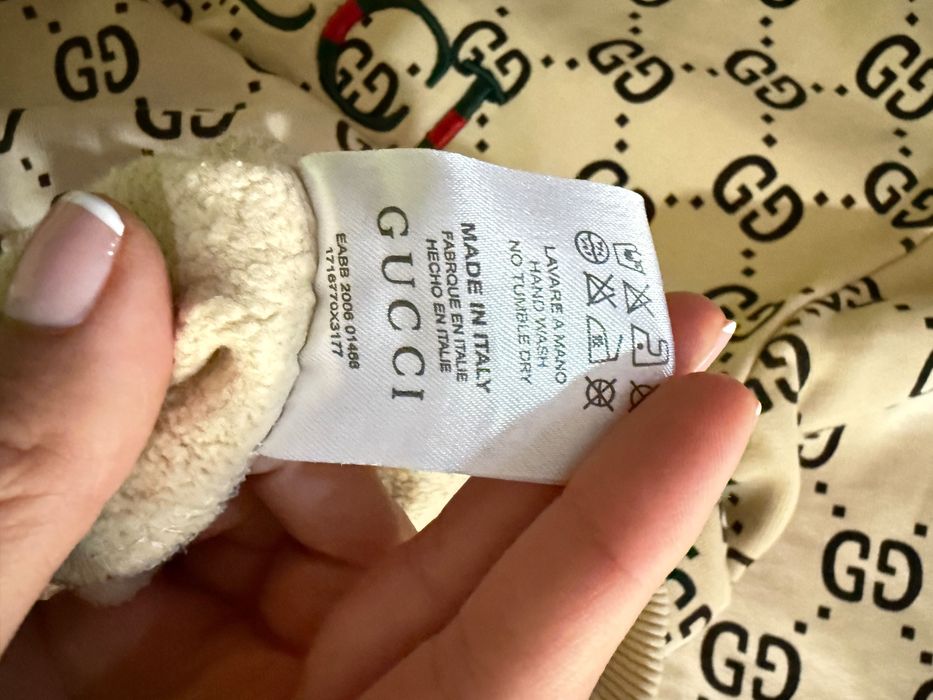 GUCCI
EABB 2006 01466
1716770X3177
MADE IN ITALY
FABRIQUE EN ITALIE
HECHO EN ITALIE
LAVARE A MANO
HAND WASH
NO TUMBLE DRY